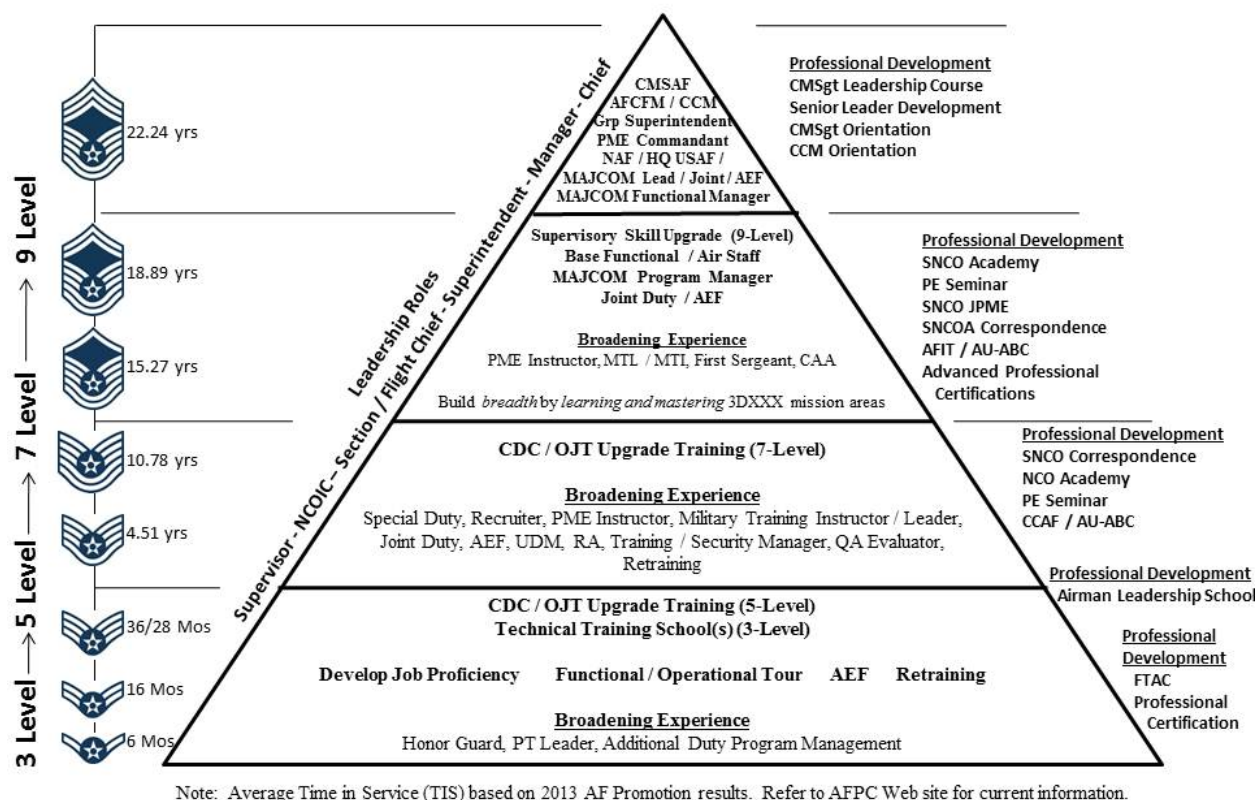 22.24 yrs
18.89 yrs
15.27 yrs
10.78 yrs
4.51 yrs
36/28 Mos
16 Mos
6 Mos
3 Level → 5 Level → 7 Level → 9 Level
Leadership Roles
Supervisor - NCOIC – Section / Flight Chief - Superintendent - Manager - Chief
CMSAF
AFCFM / CCM
Grp Superintendent
PME Commandant
NAF / HQ USAF /
MAJCOM Lead / Joint / AEF
MAJCOM Functional Manager
Supervisory Skill Upgrade (9-Level)
Base Functional / Air Staff
MAJCOM Program Manager
Joint Duty / AEF
Broadening Experience
PME Instructor, MTL / MTI, First Sergeant, CAA
Build breadth by learning and mastering 3DXXX mission areas
CDC / OJT Upgrade Training (7-Level)
Broadening Experience
Special Duty, Recruiter, PME Instructor, Military Training Instructor / Leader,
Joint Duty, AEF, UDM, RA, Training / Security Manager, QA Evaluator,
Retraining
CDC / OJT Upgrade Training (5-Level)
Technical Training School(s) (3-Level)
Develop Job Proficiency Functional / Operational Tour AEF Retraining
Broadening Experience
Honor Guard, PT Leader, Additional Duty Program Management
Professional Development
CMSgt Leadership Course
Senior Leader Development
CMSgt Orientation
CCM Orientation
Professional Development
SNCO Academy
PE Seminar
SNCO JPME
SNCOA Correspondence
AFIT / AU-ABC
Advanced Professional
Certifications
Professional Development
SNCO Correspondence
NCO Academy
PE Seminar
CCAF / AU-ABC
Professional Development
Airman Leadership School
Professional
Development
FTAC
Professional
Certification
Note: Average Time in Service (TIS) based on 2013 AF Promotion results. Refer to AFPC Web site for current information.